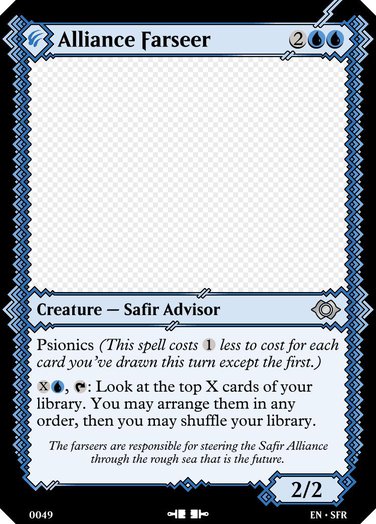 Alliance Farseer 2
Creature — Safir Advisor
Psionics (This spell costs 1 less to cost for each
card you've drawn this turn except the first.)
X, : Look at the top X cards of your
library. You may arrange them in any
order, then you may shuffle your library.
The farseers are responsible for steering the Safir Alliance
through the rough sea that is the future.
2/2
0049 EN • SFR